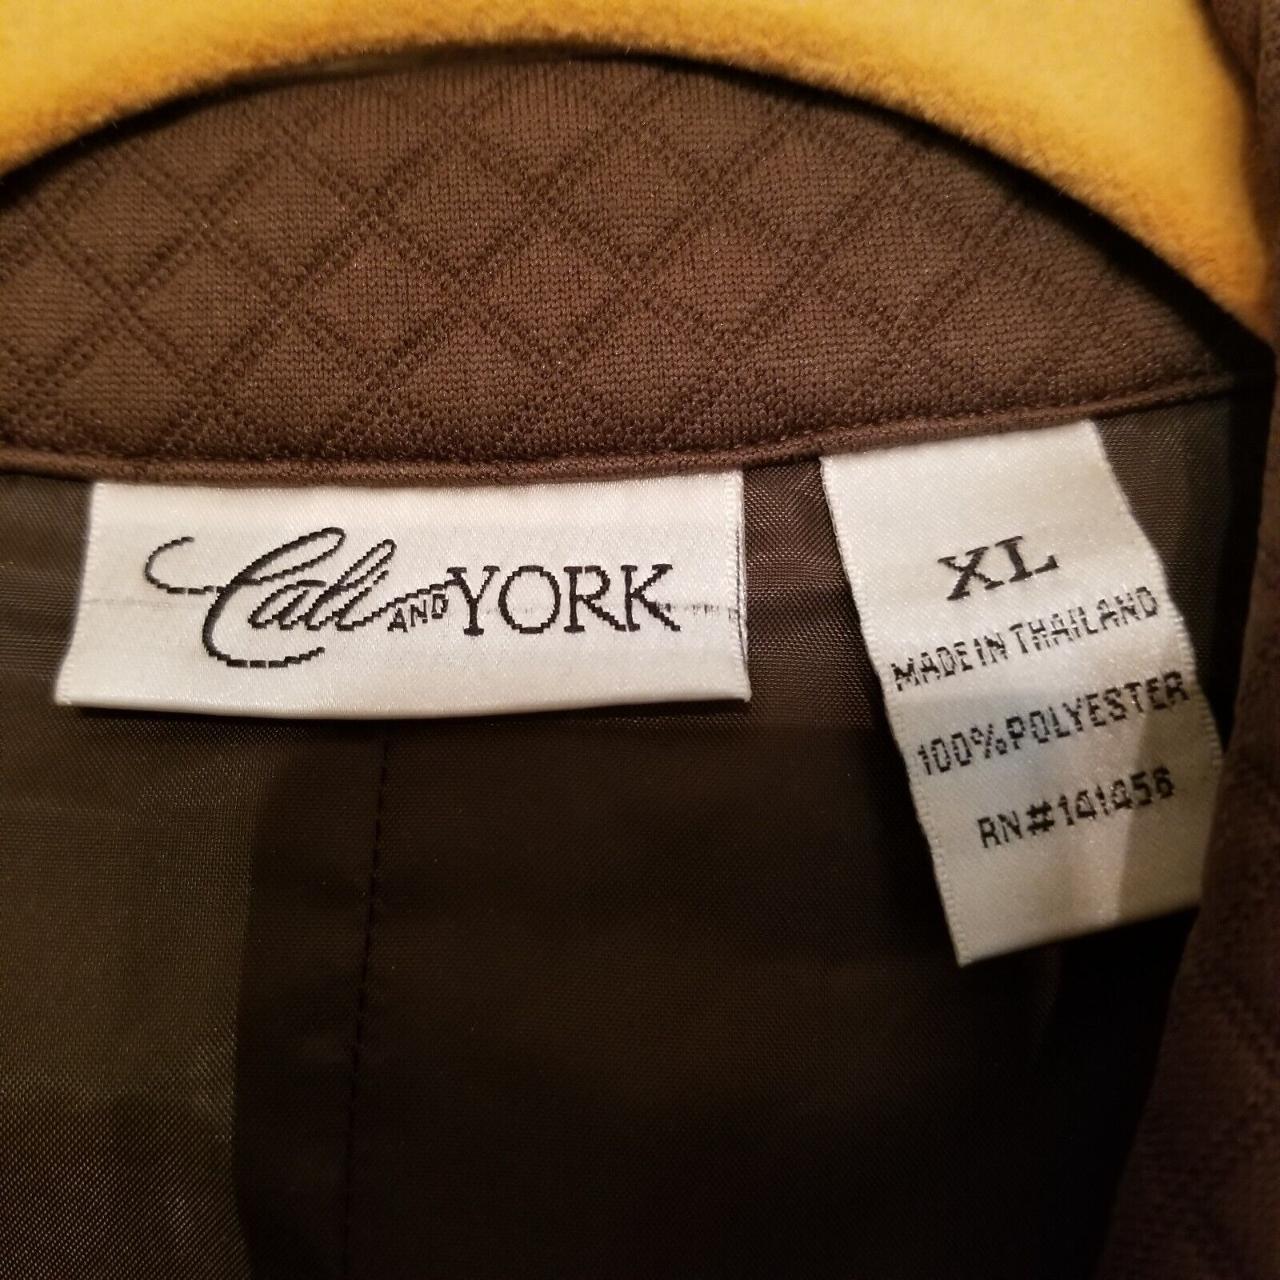 Cali AND YORK
XL
MADE IN THAILAND
100% POLYESTER
RN#141456